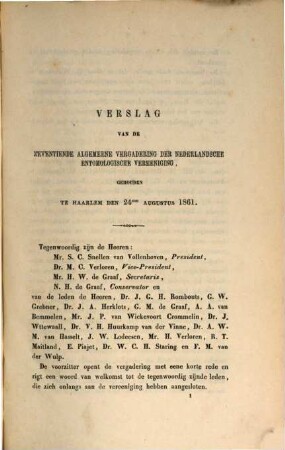 VERSLAG
VAN DE
ZEVENTIENDE ALGEMEENE VERGADERING DER NEDERLANDSCHE
ENTOMOLOGISCHE VEREENIGING,
GEHOUDEN
TE HAARLEM DEN 24sten AUGUSTUS 1861.
Tegenwoordig zijn de Heeren:
Mr. S. C. Snellen van Vollenhoven, President,
Dr. M. C. Verloren, Vice-President,
Mr. H. W. de Graaf, Secretaris,
N. H. de Graaf, Conservator en
van de leden de Heeren, Dr. J. G. H. Rombouts, G. W.
Grebner, Dr. J. A. Herklots, G. M. de Graaf, A. A. van
Bemmelen, Mr. J. P. van Wickevoort Crommelin, Dr. J,
Wttewaall, Dr. V. H. Huurkamp van der Vinne, Dr. A. W.
M. van Hasselt, J. W. Lodeesen, Mr. H. Verloren, R. T.
Maitland, E. Piaget, Dr. W. C. H. Staring en F. M. van
der Wulp.
De voorzitter opent de vergadering met eene korte rede en
rigt een woord van welkomst tot de tegenwoordig zijnde leden,
die zich onlangs aan de vereeniging hebben aangesloten.
1